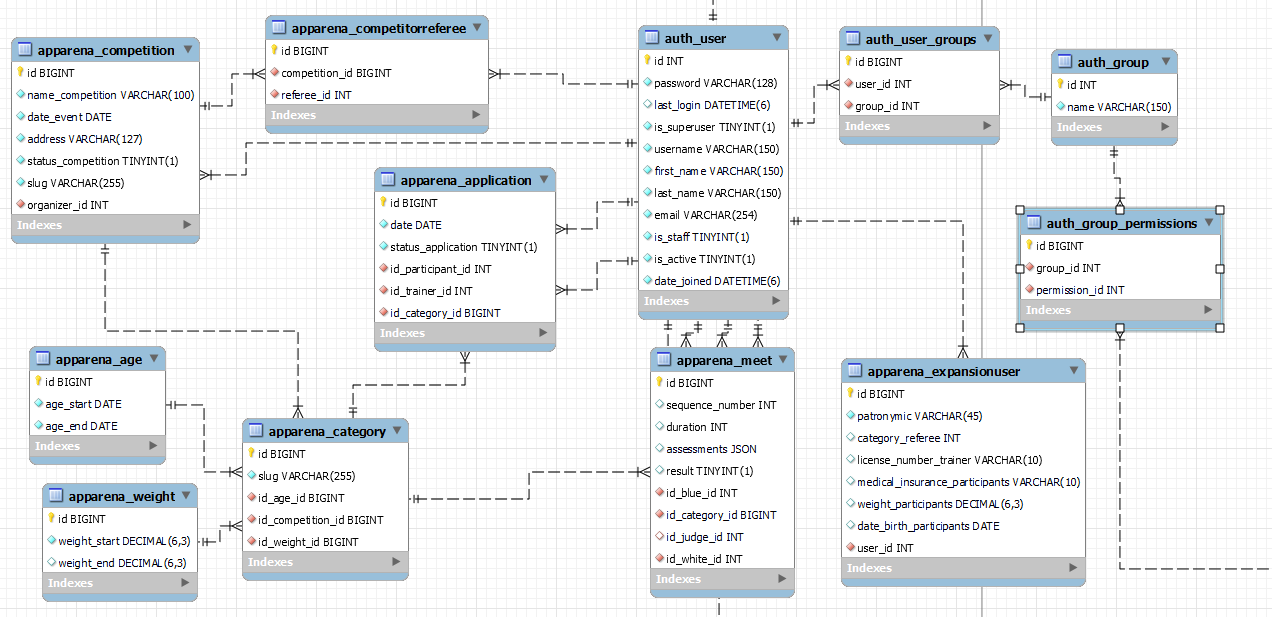 apparena_competition
id BIGINT
name_competition VARCHAR(100)
date_event DATE
address VARCHAR(127)
status_competition TINYINT(1)
slug VARCHAR(255)
organizer_id INT
Indexes
apparena_competitorreferee
id BIGINT
competition_id BIGINT
referee_id INT
Indexes
auth_user
id INT
password VARCHAR(128)
last_login DATETIME(6)
is_superuser TINYINT(1)
username VARCHAR(150)
first_name VARCHAR(150)
last_name VARCHAR(150)
email VARCHAR(254)
is_staff TINYINT(1)
is_active TINYINT(1)
date_joined DATETIME(6)
Indexes
auth_user_groups
id BIGINT
user_id INT
group_id INT
Indexes
auth_group
id INT
name VARCHAR(150)
Indexes
apparena_application
id BIGINT
date DATE
status_application TINYINT(1)
id_participant_id INT
id_trainer_id INT
id_category_id BIGINT
Indexes
auth_group_permissions
id BIGINT
group_id INT
permission_id INT
Indexes
apparena_age
id BIGINT
age_start DATE
age_end DATE
Indexes
apparena_category
id BIGINT
slug VARCHAR(255)
id_age_id BIGINT
id_competition_id BIGINT
id_weight_id BIGINT
Indexes
apparena_weight
id BIGINT
weight_start DECIMAL(6,3)
weight_end DECIMAL(6,3)
Indexes
apparena_meet
id BIGINT
sequence_number INT
duration INT
assessments JSON
result TINYINT(1)
id_blue_id INT
id_category_id BIGINT
id_judge_id INT
id_white_id INT
Indexes
apparena_expansionuser
id BIGINT
patronymic VARCHAR(45)
category_referee INT
license_number_trainer VARCHAR(10)
medical_insurance_participants VARCHAR(10)
weight_participants DECIMAL(6,3)
date_birth_participants DATE
user_id INT
Indexes